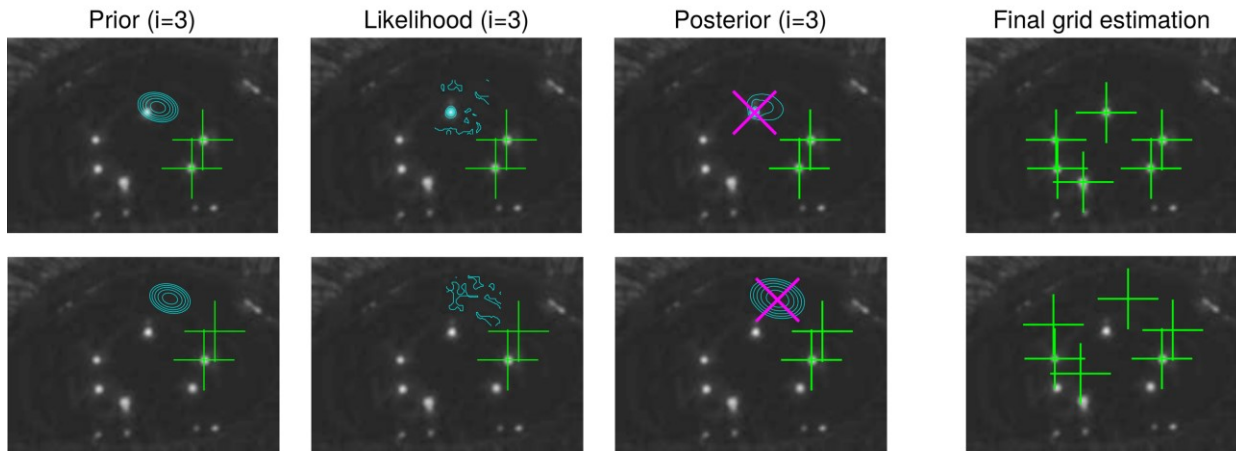 Prior (i=3)
Likelihood (i=3)
Posterior (i=3)
Final grid estimation